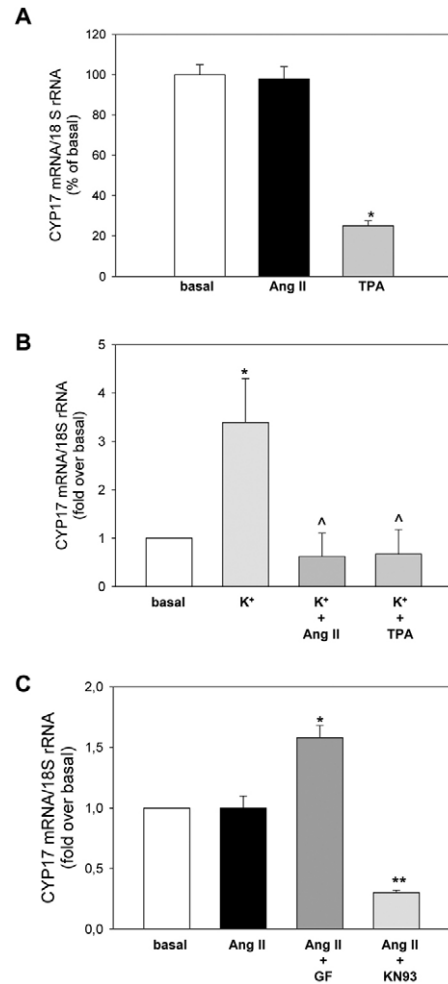 A
CYP17 mRNA/18 S rRNA
(% of basal)
120
100
80
60
40
20
0
*
basal Ang II TPA
B
CYP17 mRNA/18S rRNA
(fold over basal)
5
4
3
2
1
0
*
^ ^
basal K⁺ K⁺ K⁺
+ +
Ang II TPA
C
CYP17 mRNA/18S rRNA
(fold over basal)
2,0
1,5
1,0
0,5
0,0
*
**
basal Ang II Ang II Ang II
+ +
GF KN93